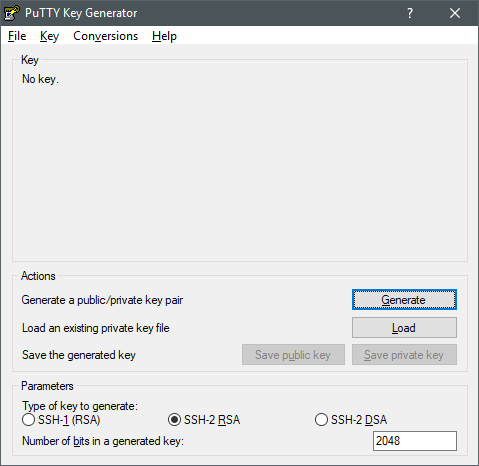 PuTTY Key Generator ?
File Key Conversions Help
Key
No key.
Actions
Generate a public/private key pair Generate
Load an existing private key file Load
Save the generated key Save public key Save private key
Parameters
Type of key to generate:
SSH-1 (RSA) SSH-2 RSA SSH-2 DSA
Number of bits in a generated key: 2048